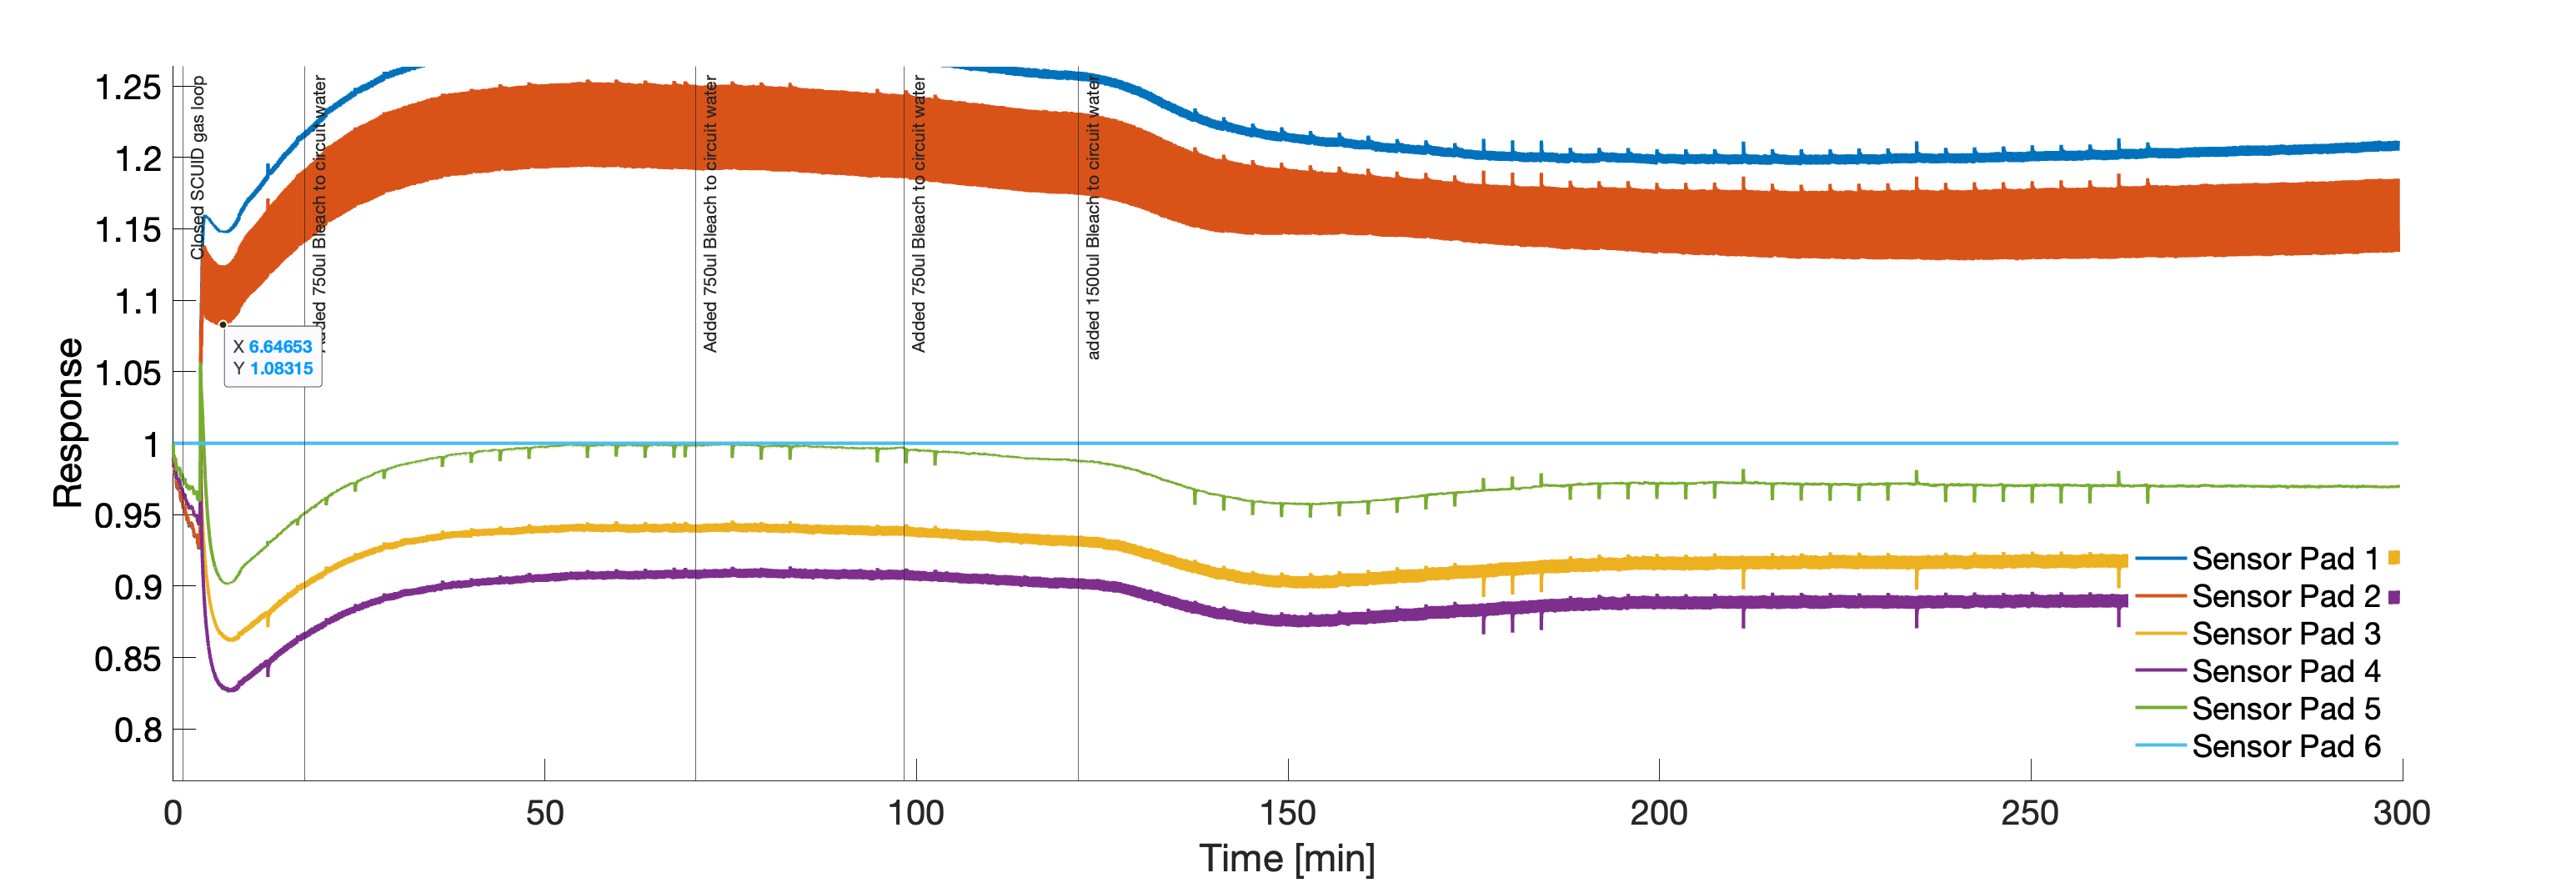 Response
1.25
1.2
1.15
1.1
1.05
1
0.95
0.9
0.85
0.8
Closed SCUID gas loop
Added 750ul Bleach to circuit water
Added 750ul Bleach to circuit water
Added 750ul Bleach to circuit water
added 1500ul Bleach to circuit water
X 6.64653
Y 1.08315
Sensor Pad 1
Sensor Pad 2
Sensor Pad 3
Sensor Pad 4
Sensor Pad 5
Sensor Pad 6
0 50 100 150 200 250 300
Time [min]